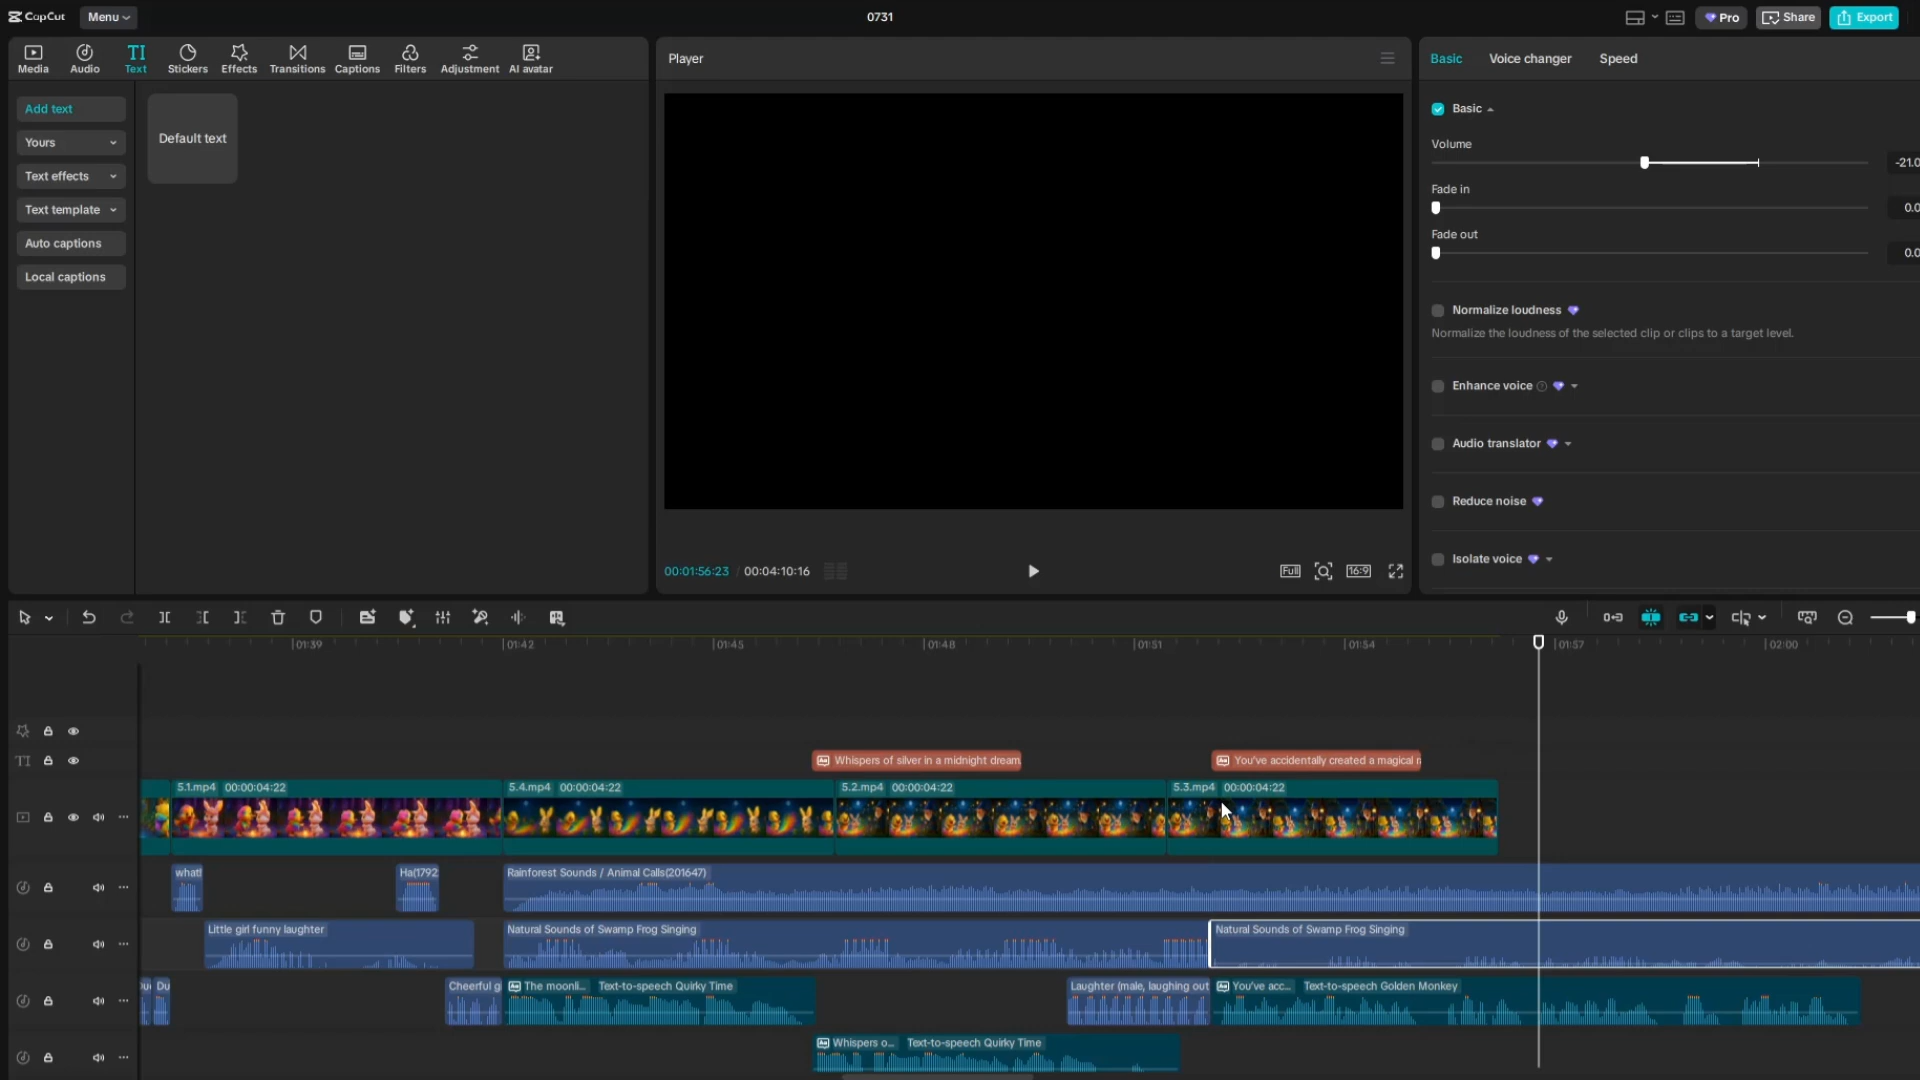 CapCut Menu 0731 Pro Share Export
Media Audio Text Stickers Effects Transitions Captions Filters Adjustment AI avatar
TI
Add text
Yours
Text effects
Text template
Auto captions
Local captions
Default text
Player
00:01:56:23 / 00:04:10:16
Full 16:9
Basic Voice changer Speed
Basic
Volume
-21.0
Fade in
0.0
Fade out
0.0
Normalize loudness
Normalize the loudness of the selected clip or clips to a target level.
Enhance voice
Audio translator
Reduce noise
Isolate voice
01:39 01:42 01:45 01:48 01:51 01:54 01:57 02:00
TI
Whispers of silver in a midnight dream You've accidentally created a magical r
5.1.mp4 00:00:04:22 5.4.mp4 00:00:04:22 5.2.mp4 00:00:04:22 5.3.mp4 00:00:04:22
Ha(1792 Rainforest Sounds / Animal Calls(201647)
Little girl funny laughter Natural Sounds of Swamp Frog Singing Natural Sounds of Swamp Frog Singing
Du Cheerful g The moonli... Text-to-speech Quirky Time Laughter (male, laughing out You've acc... Text-to-speech Golden Monkey
Whispers o... Text-to-speech Quirky Time